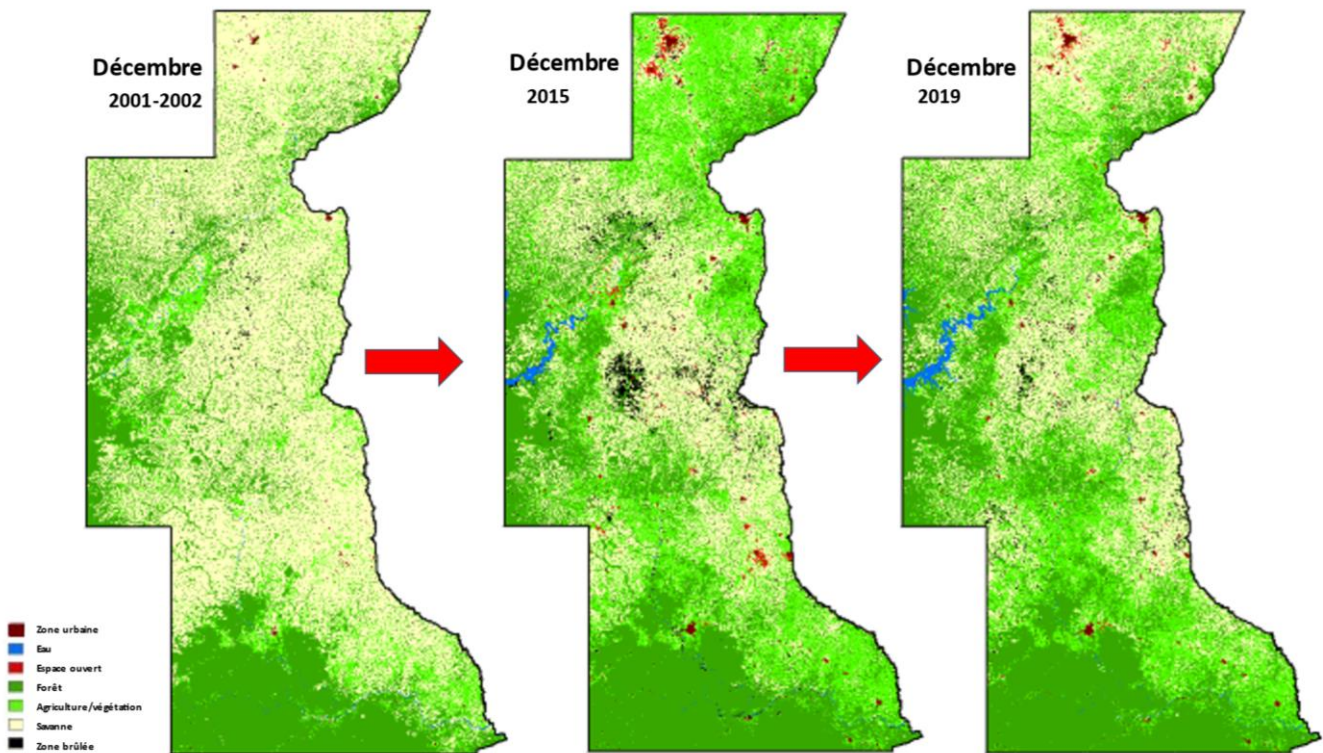 Décembre
2001-2002
Décembre
2015
Décembre
2019
Zone urbaine
Eau
Espace ouvert
Forêt
Agriculture/végétation
Savanne
Zone brûlée